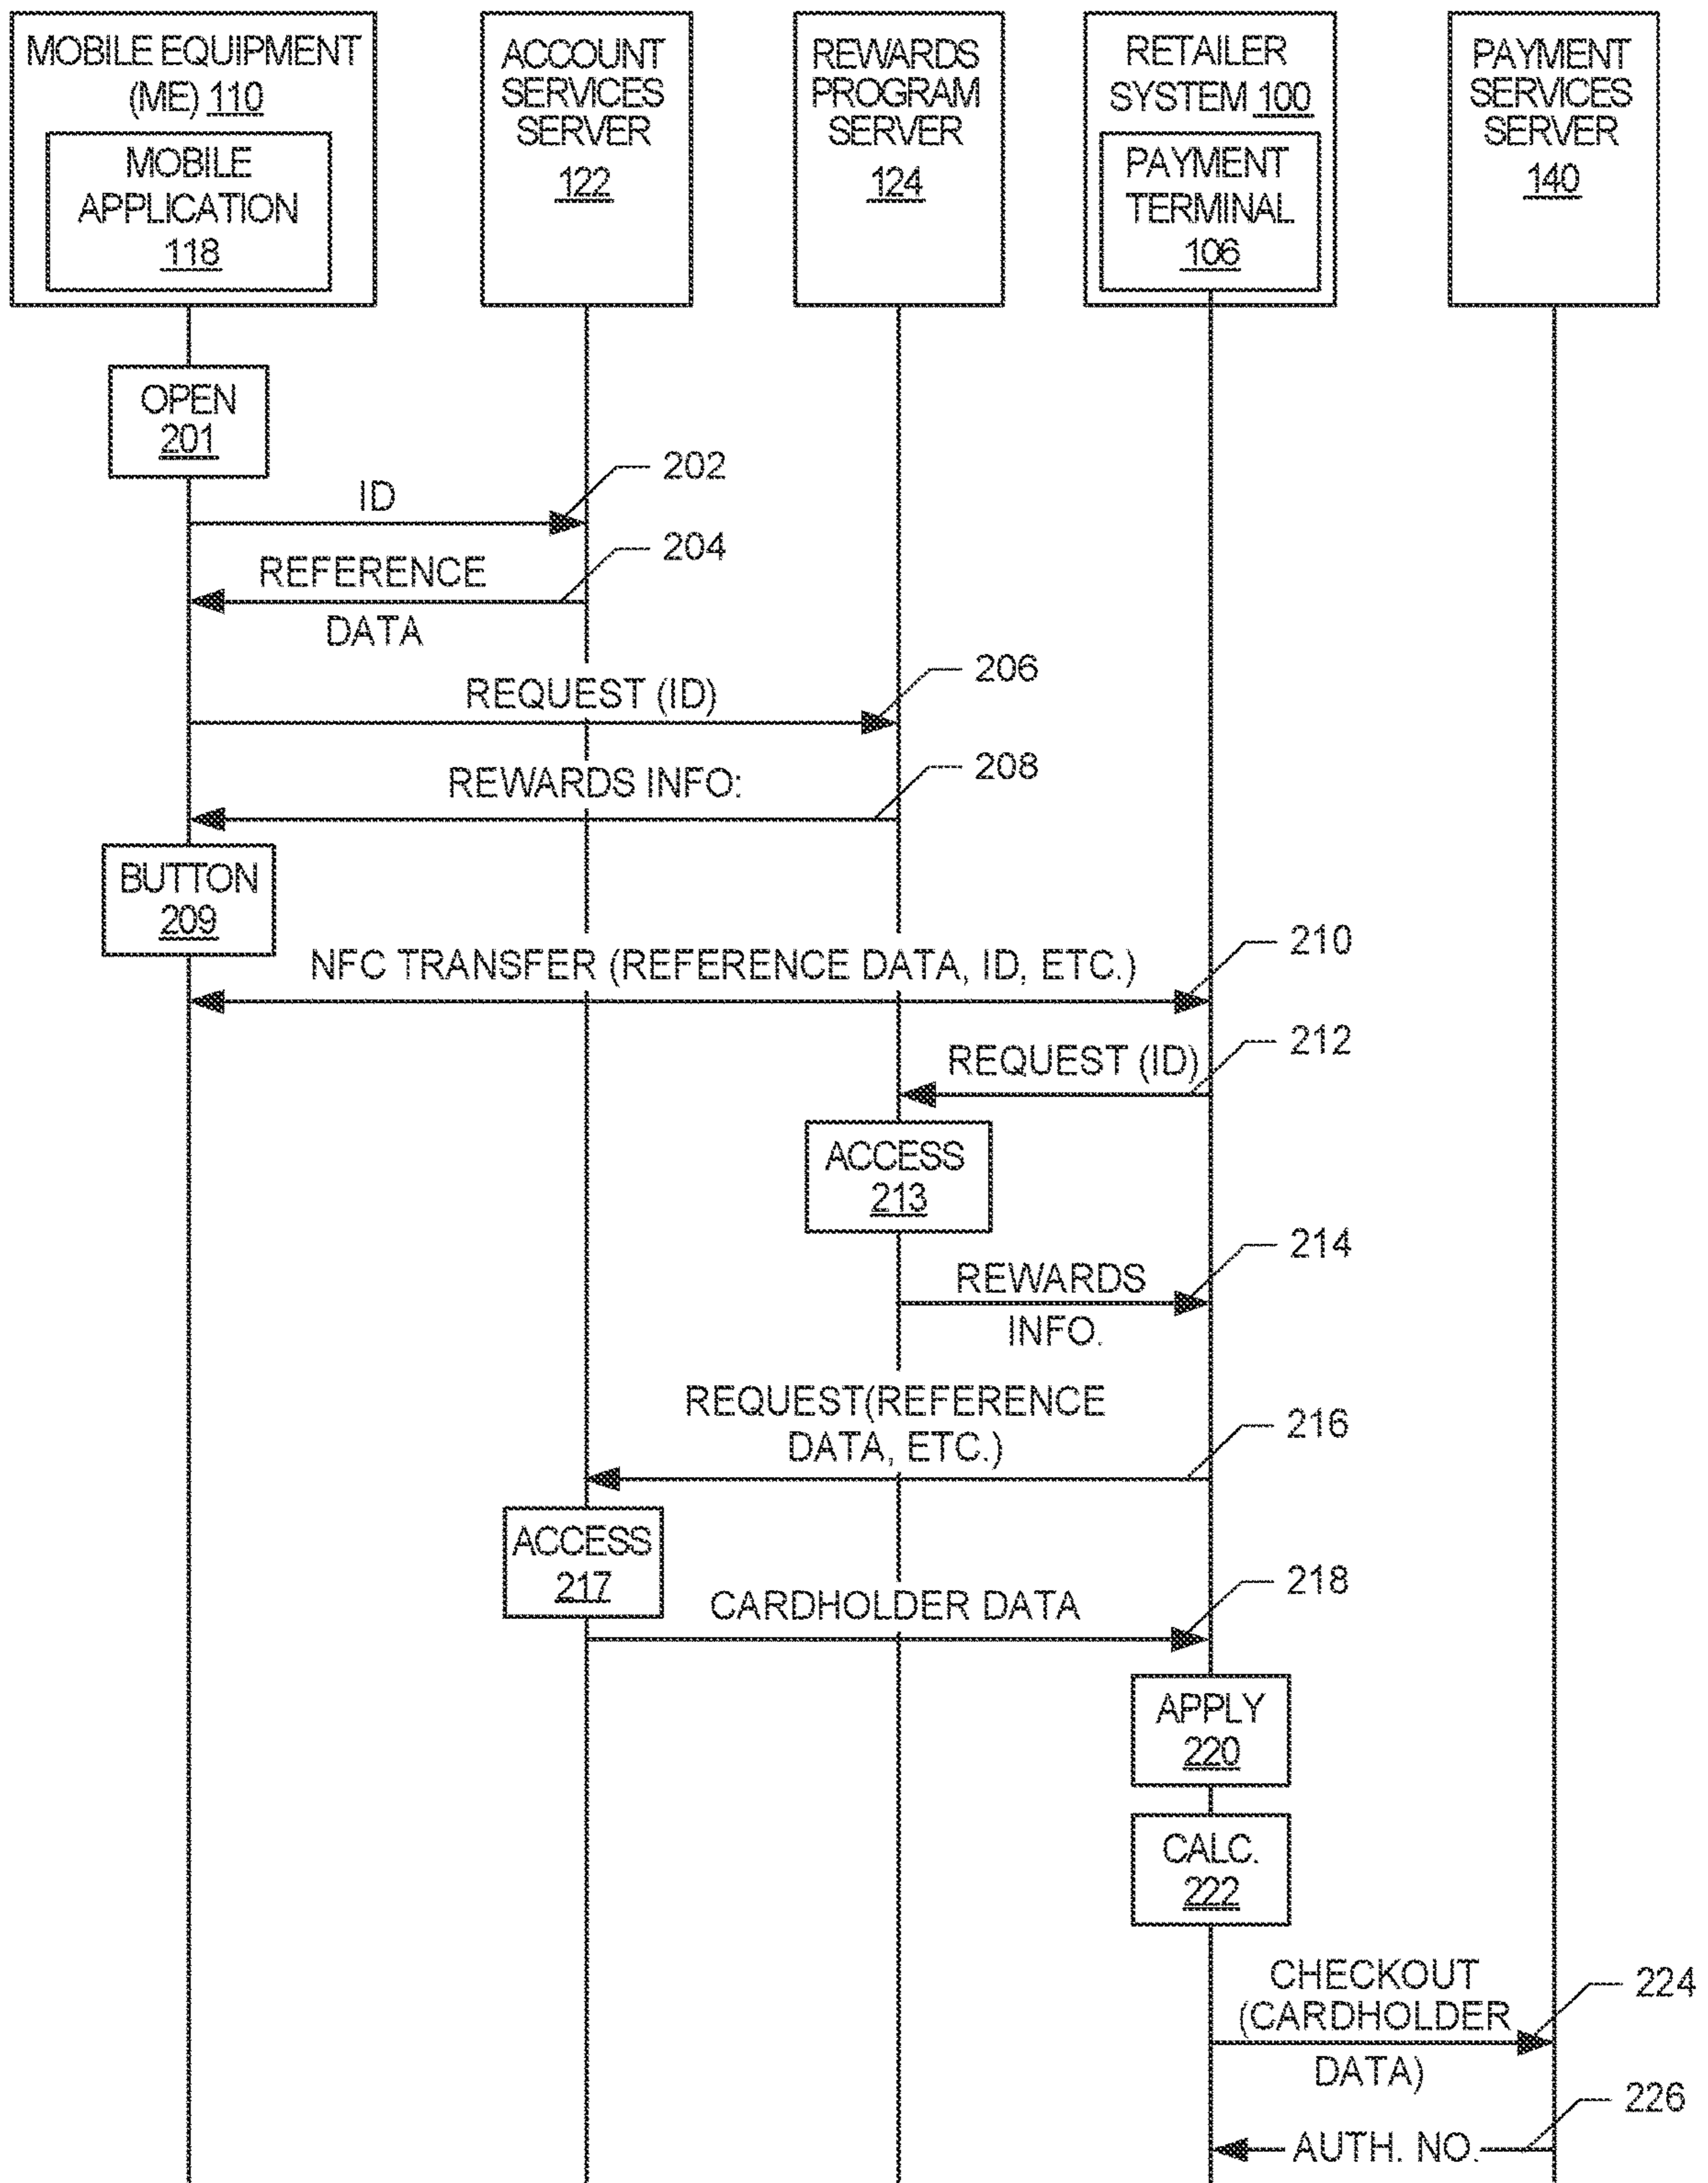 MOBILE EQUIPMENT
(ME) 110
MOBILE
APPLICATION
118
ACCOUNT
SERVICES
SERVER
122
REWARDS
PROGRAM
SERVER
124
RETAILER
SYSTEM 100
PAYMENT
TERMINAL
106
PAYMENT
SERVICES
SERVER
140
OPEN
201
202
ID
204
REFERENCE
DATA
206
REQUEST (ID)
208
REWARDS INFO:
BUTTON
209
210
NFC TRANSFER (REFERENCE DATA, ID, ETC.)
212
REQUEST (ID)
ACCESS
213
214
REWARDS
INFO.
REQUEST(REFERENCE
DATA, ETC.)
216
ACCESS
217
218
CARDHOLDER DATA
APPLY
220
CALC.
222
CHECKOUT
(CARDHOLDER
DATA)
224
226
AUTH. NO.